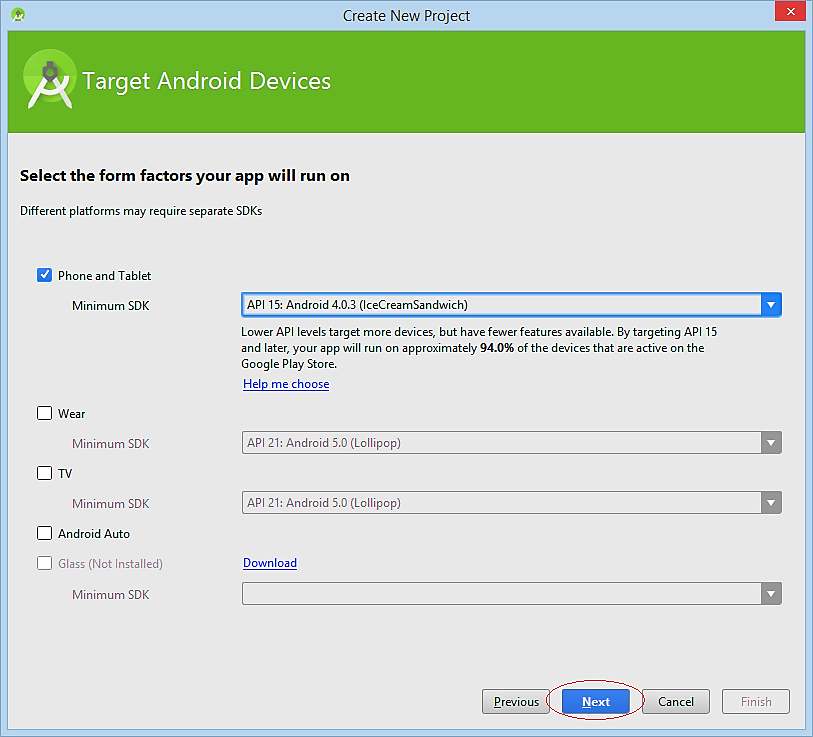 Create New Project
Target Android Devices
Select the form factors your app will run on
Different platforms may require separate SDKs
Phone and Tablet
Minimum SDK API 15: Android 4.0.3 (IceCreamSandwich)
Lower API levels target more devices, but have fewer features available. By targeting API 15
and later, your app will run on approximately 94.0% of the devices that are active on the
Google Play Store.
Help me choose
Wear
Minimum SDK API 21: Android 5.0 (Lollipop)
TV
Minimum SDK API 21: Android 5.0 (Lollipop)
Android Auto
Glass (Not Installed) Download
Minimum SDK
Previous Next Cancel Finish